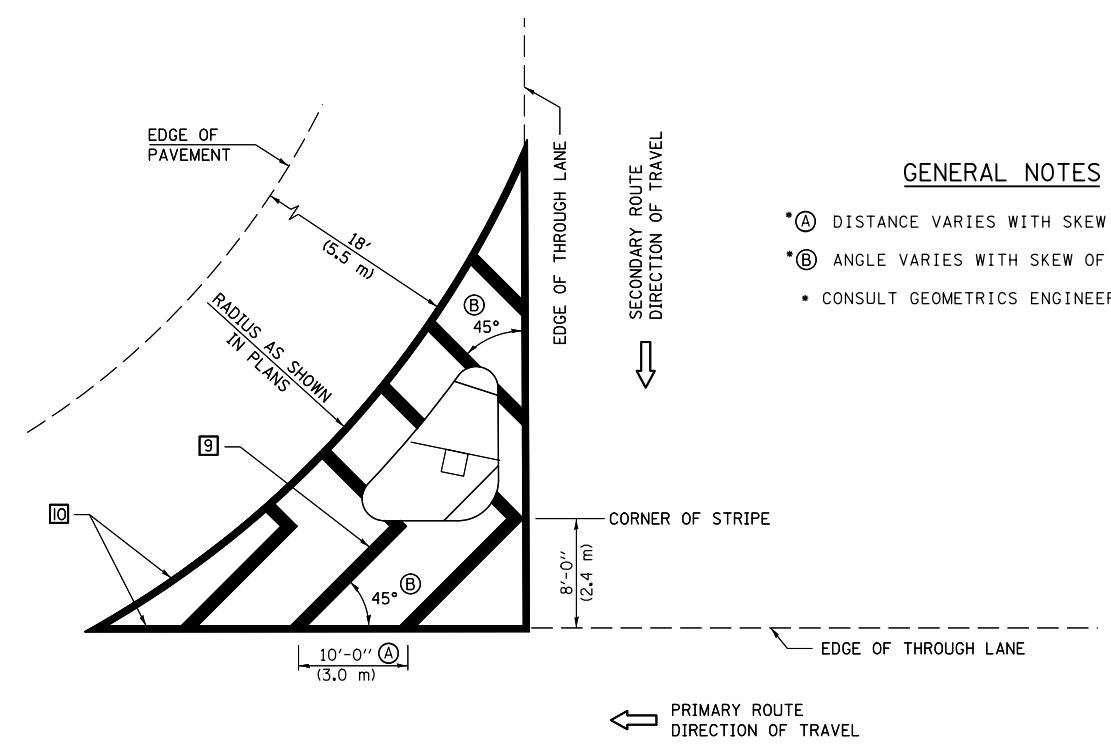 EDGE OF
PAVEMENT
18'
(5.5 m)
RADIUS AS SHOWN
IN PLANS
EDGE OF THROUGH LANE
SECONDARY ROUTE
DIRECTION OF TRAVEL
GENERAL NOTES
*Ⓐ DISTANCE VARIES WITH SKEW
*Ⓑ ANGLE VARIES WITH SKEW OF
* CONSULT GEOMETRICS ENGINEER
Ⓑ
45°
9
10
CORNER OF STRIPE
8'-0"
(2.4 m)
45° Ⓑ
10'-0" Ⓐ
(3.0 m)
EDGE OF THROUGH LANE
PRIMARY ROUTE
DIRECTION OF TRAVEL